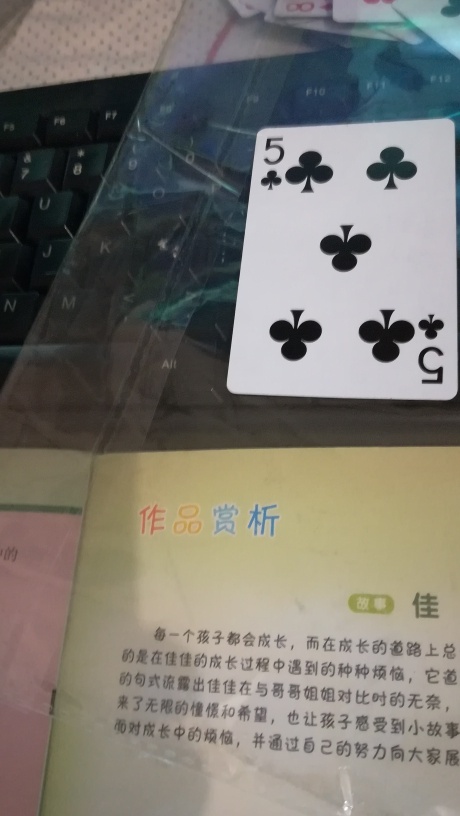 8
F5 F6 F7 F9 F10 F11 F12
& 7 * 8 9 0
U O
J K
N M <
Alt
5
5
中的
作品赏析
故事 佳
每一个孩子都会成长，而在成长的道路上总
的是在佳佳的成长过程中遇到的种种烦恼，它道
的句式流露出佳佳在与哥哥姐姐对比时的无奈，
来了无限的憧憬和希望，也让孩子感受到小故事
面对成长中的烦恼，并通过自己的努力向大家展